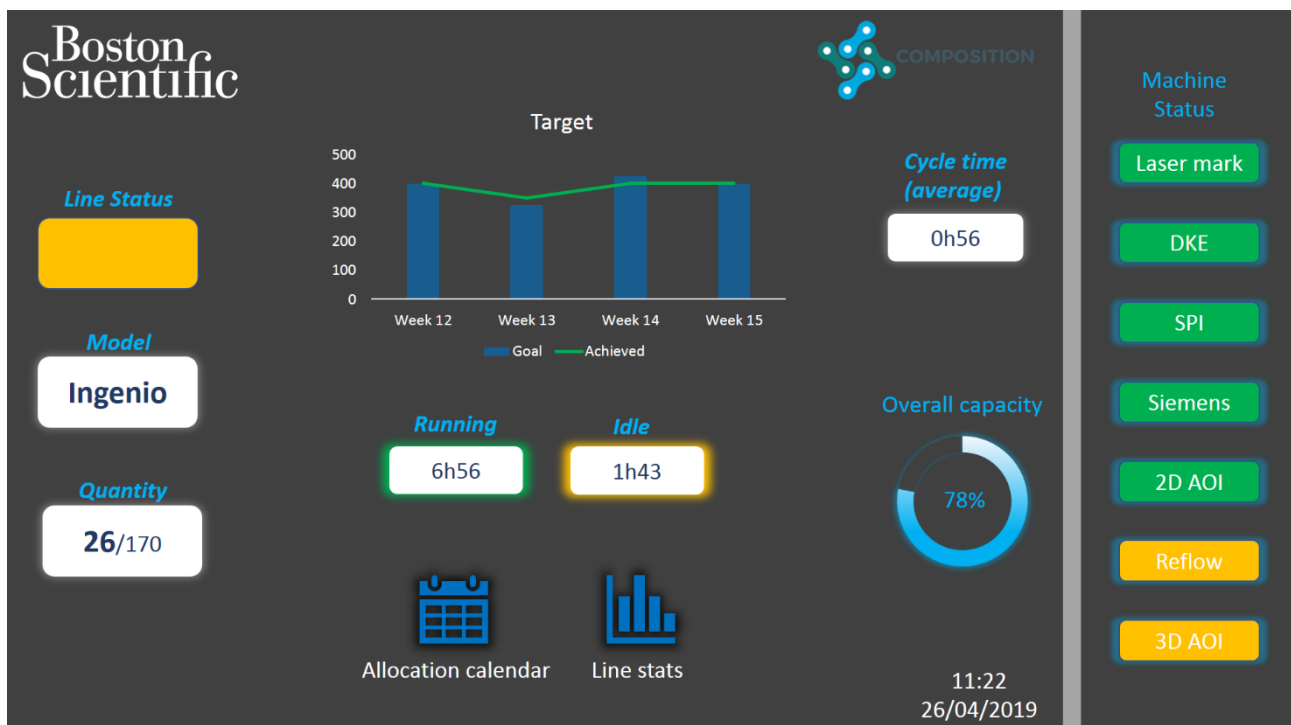 Boston
Scientific
COMPOSITION
Machine
Status
Target
500
400
300
200
100
0
Week 12 Week 13 Week 14 Week 15
Goal Achieved
Line Status
Model
Ingenio
Quantity
26/170
Cycle time
(average)
0h56
Running
6h56
Idle
1h43
Overall capacity
78%
Allocation calendar
Line stats
11:22
26/04/2019
Laser mark
DKE
SPI
Siemens
2D AOI
Reflow
3D AOI